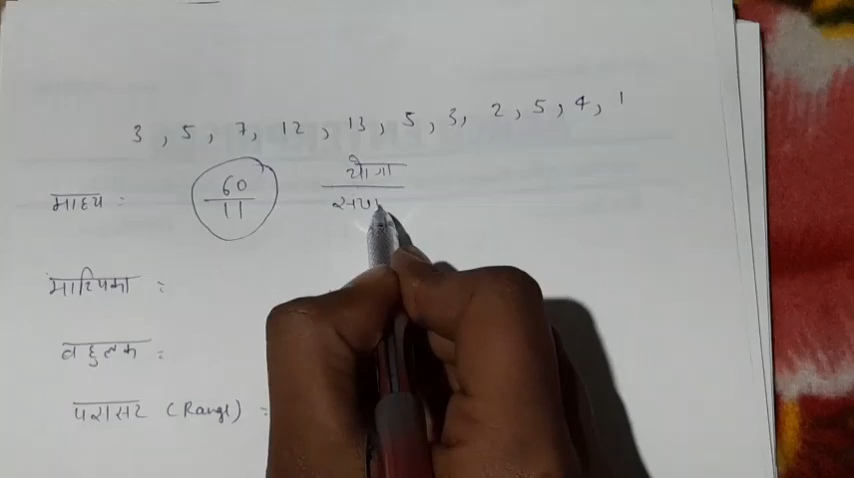 3 , 5 , 7 , 12 , 13 , 5 , 3 , 2 , 5 , 4 , 1
माध्य : 60/11 योग
माध्यिका :
बहुलक :
परासर (Range) =